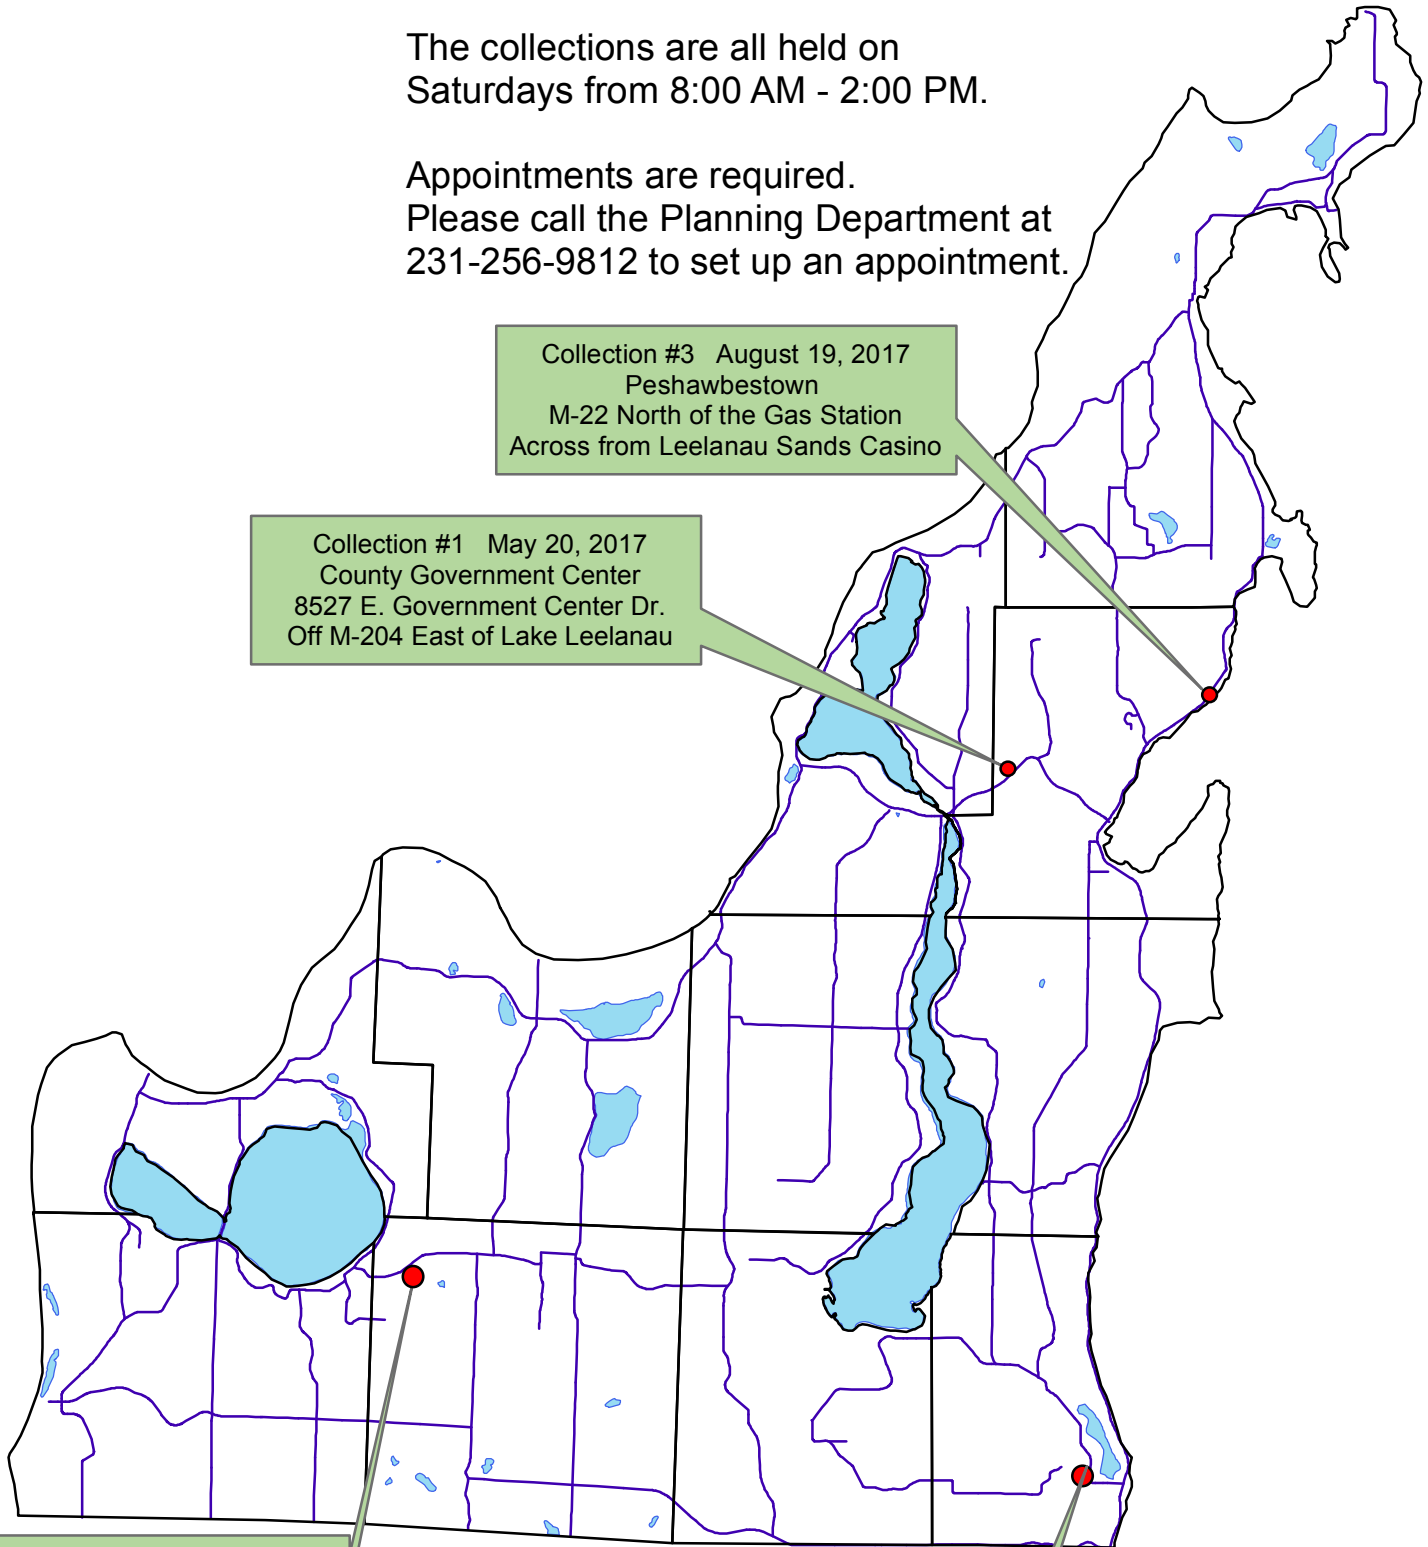 The collections are all held on
Saturdays from 8:00 AM - 2:00 PM.
Appointments are required.
Please call the Planning Department at
231-256-9812 to set up an appointment.
Collection #3 August 19, 2017
Peshawbestown
M-22 North of the Gas Station
Across from Leelanau Sands Casino
Collection #1 May 20, 2017
County Government Center
8527 E. Government Center Dr.
Off M-204 East of Lake Leelanau